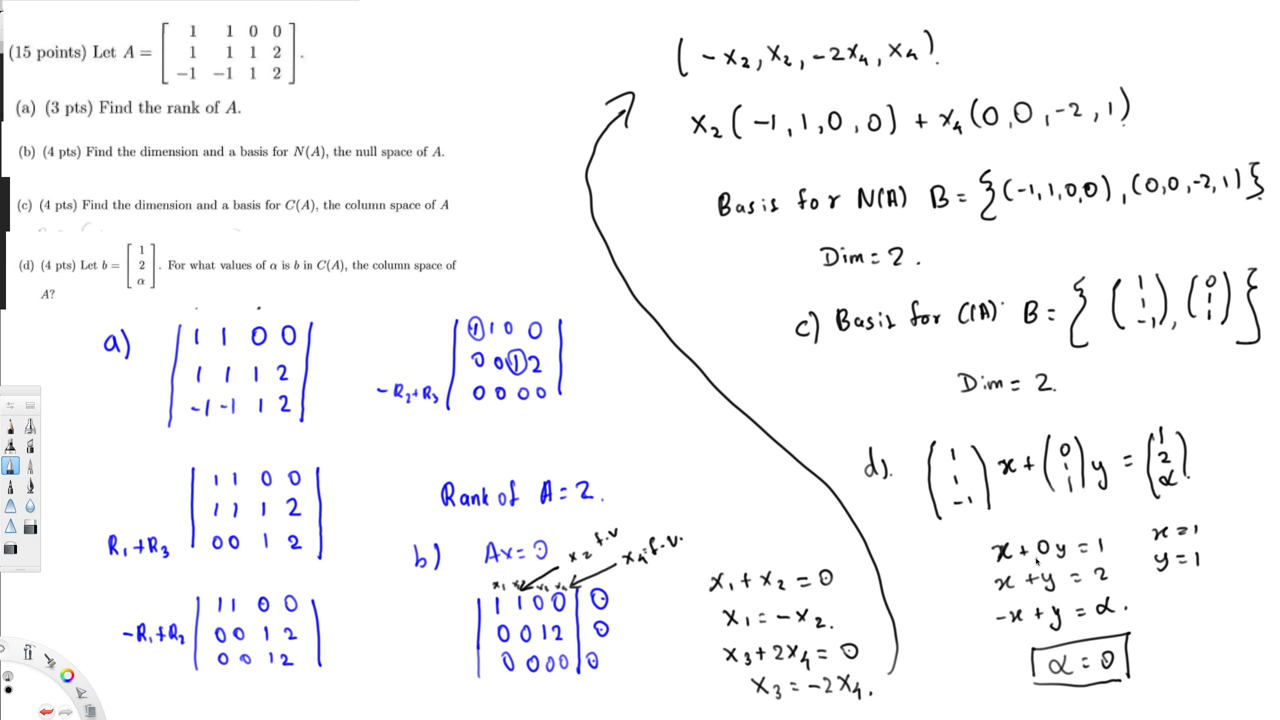 (15 points) Let A = [ 1 1 0 0
1 1 1 2
−1 −1 1 2 ].
(a) (3 pts) Find the rank of A.
(b) (4 pts) Find the dimension and a basis for N(A), the null space of A.
(c) (4 pts) Find the dimension and a basis for C(A), the column space of A
(d) (4 pts) Let b = [ 1
2
α ]. For what values of α is b in C(A), the column space of
A?
a)
1 1 0 0
1 1 1 2
-1 -1 1 2
1 1 0 0
1 1 1 2
R1+R3 0 0 1 2
1 1 0 0
-R1+R2 0 0 1 2
0 0 1 2
1 1 0 0
0 0 1 2
-R2+R3 0 0 0 0
Rank of A = 2.
b) Ax = 0
x2 f.v
x4 = f.v.
x1 x2 x3 x4
1 1 0 0 | 0
0 0 1 2 | 0
0 0 0 0 | 0
x1 + x2 = 0
x1 = -x2.
x3 + 2x4 = 0
x3 = -2x4.
(-x2, x2, -2x4, x4).
x2(-1, 1, 0, 0) + x4(0, 0, -2, 1)
Basis for N(A) B = {(-1, 1, 0, 0), (0, 0, -2, 1)}
Dim = 2.
c) Basis for C(A) B = { (1 1 -1), (0 1 1) }
Dim = 2.
d). (1 1 -1) x + (0 1 1) y = (1 2 α)
x + 0y = 1 x = 1
x + y = 2 y = 1
-x + y = α.
α = 0